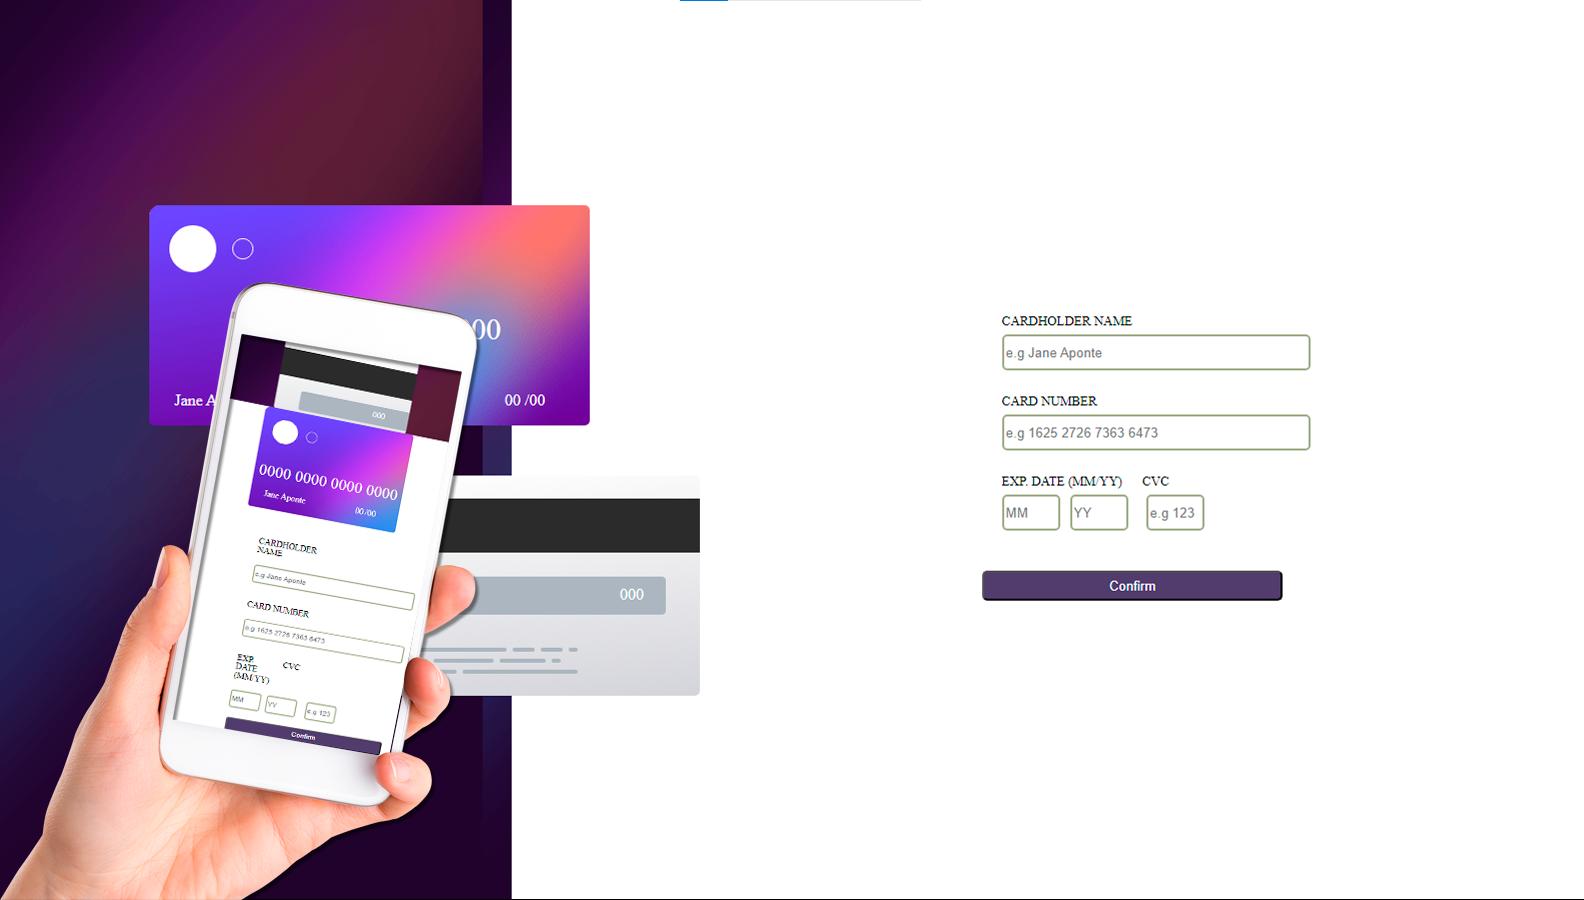 000
Jane A
00 /00
000
000
0000 0000 0000 0000
Jane Aponte
00 /00
CARDHOLDER
NAME
e.g Jane Aponte
CARD NUMBER
e.g 1625 2726 7363 6473
EXP.
DATE
(MM/YY)
CVC
MM
YY
e.g 123
Confirm
CARDHOLDER NAME
e.g Jane Aponte
CARD NUMBER
e.g 1625 2726 7363 6473
EXP. DATE (MM/YY) CVC
MM YY e.g 123
Confirm